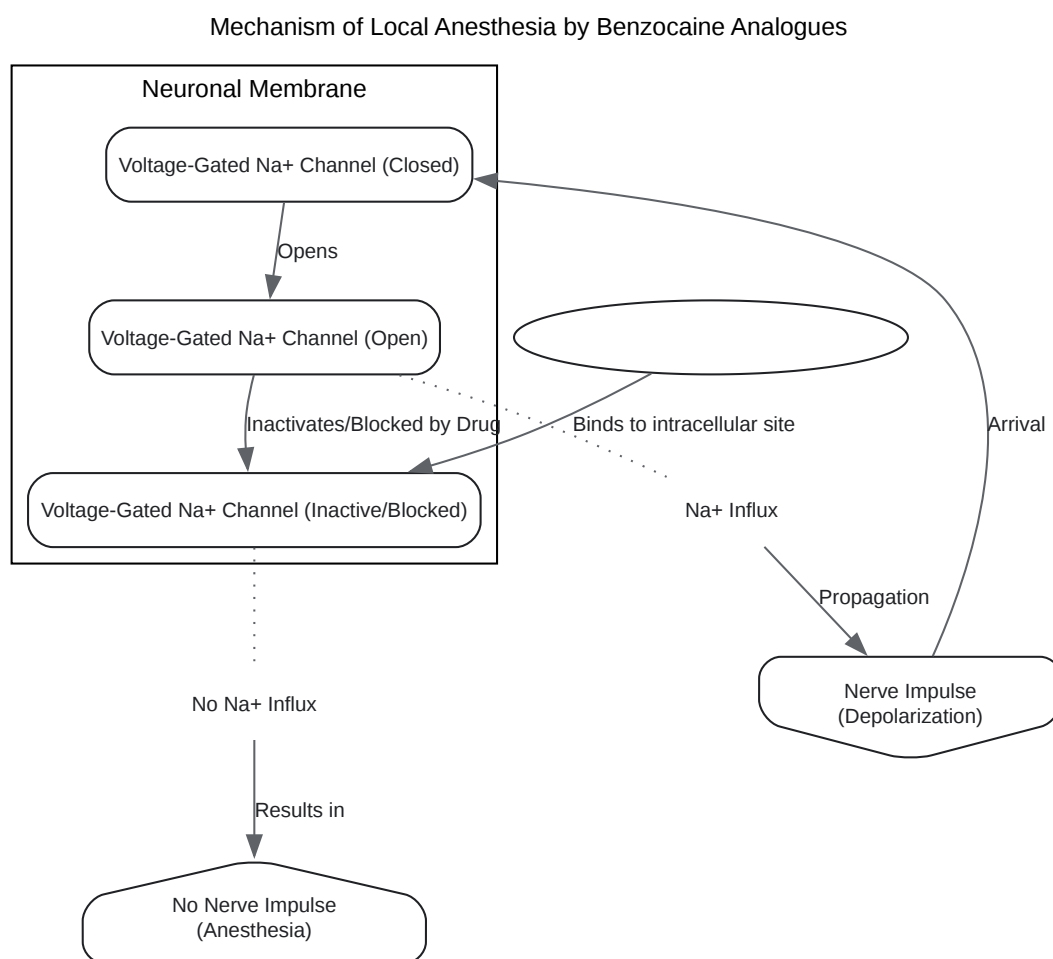 Mechanism of Local Anesthesia by Benzocaine Analogues
Neuronal Membrane
Voltage-Gated Na+ Channel (Closed)
Opens
Voltage-Gated Na+ Channel (Open)
Inactivates/Blocked by Drug
Binds to intracellular site
Arrival
Voltage-Gated Na+ Channel (Inactive/Blocked)
Na+ Influx
Propagation
Nerve Impulse
(Depolarization)
No Na+ Influx
Results in
No Nerve Impulse
(Anesthesia)